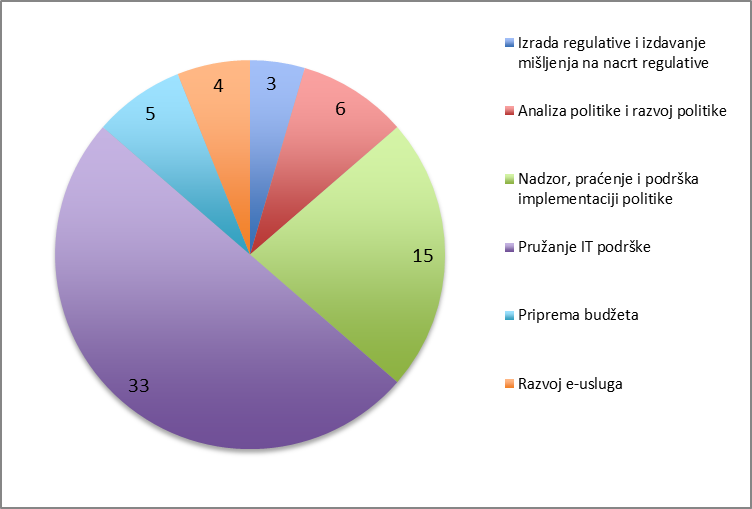 3
6
15
33
5
4
Izrada regulative i izdavanje
mišljenja na nacrt regulative
Analiza politike i razvoj politike
Nadzor, praćenje i podrška
implementaciji politike
Pružanje IT podrške
Priprema budžeta
Razvoj e-usluga